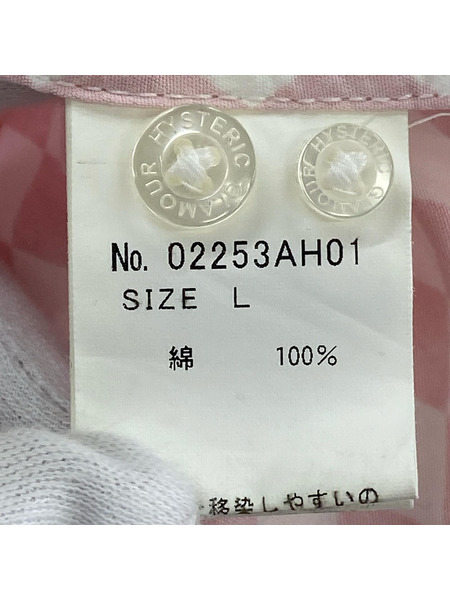 HYSTERIC GLAMOUR
HYSTERIC GLAMOUR
No. 02253AH01
SIZE L
綿 100%
移染しやすいの